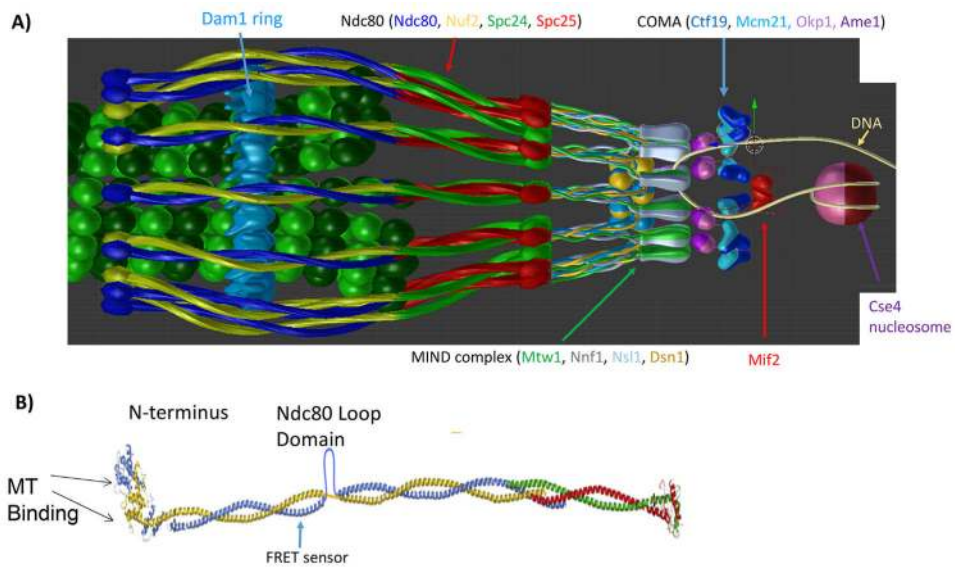 A)
Dam1 ring
Ndc80 (Ndc80, Nuf2, Spc24, Spc25)
COMA (Ctf19, Mcm21, Okp1, Ame1)
DNA
Cse4
nucleosome
MIND complex (Mtw1, Nnf1, Nsl1, Dsn1)
Mif2
B)
N-terminus
Ndc80 Loop
Domain
MT
Binding
FRET sensor